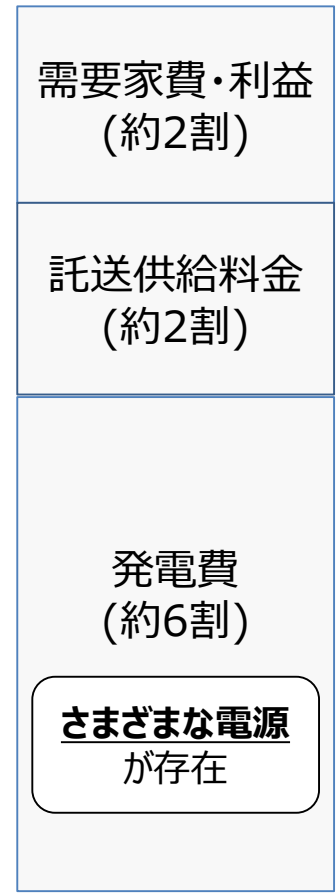 需要家費・利益
(約2割)
託送供給料金
(約2割)
発電費
(約6割)
さまざまな電源
が存在